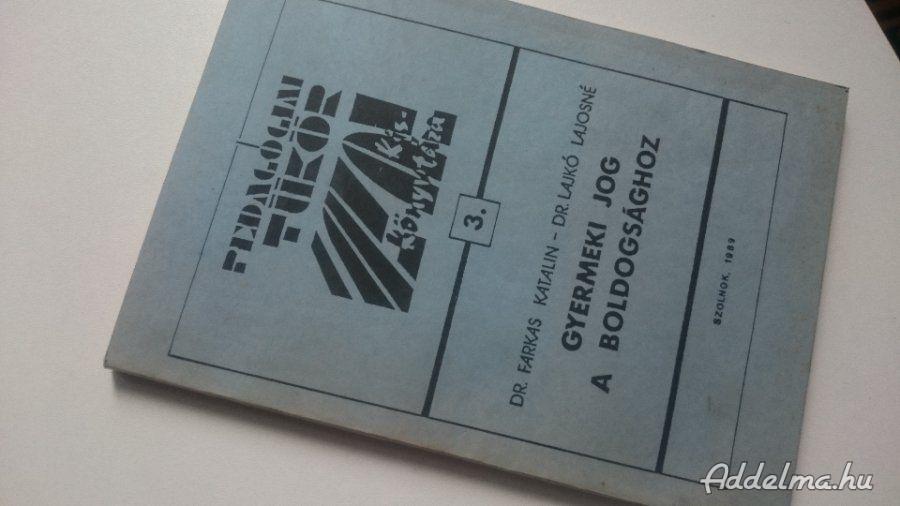 PEDAGÓGIAI
TÜKÖR
Kis-
könyvtára
3.
DR. FARKAS KATALIN - DR. LAJKÓ LAJOSNÉ
GYERMEKI JOG
A BOLDOGSÁGHOZ
SZOLNOK, 1989
Addelma.hu